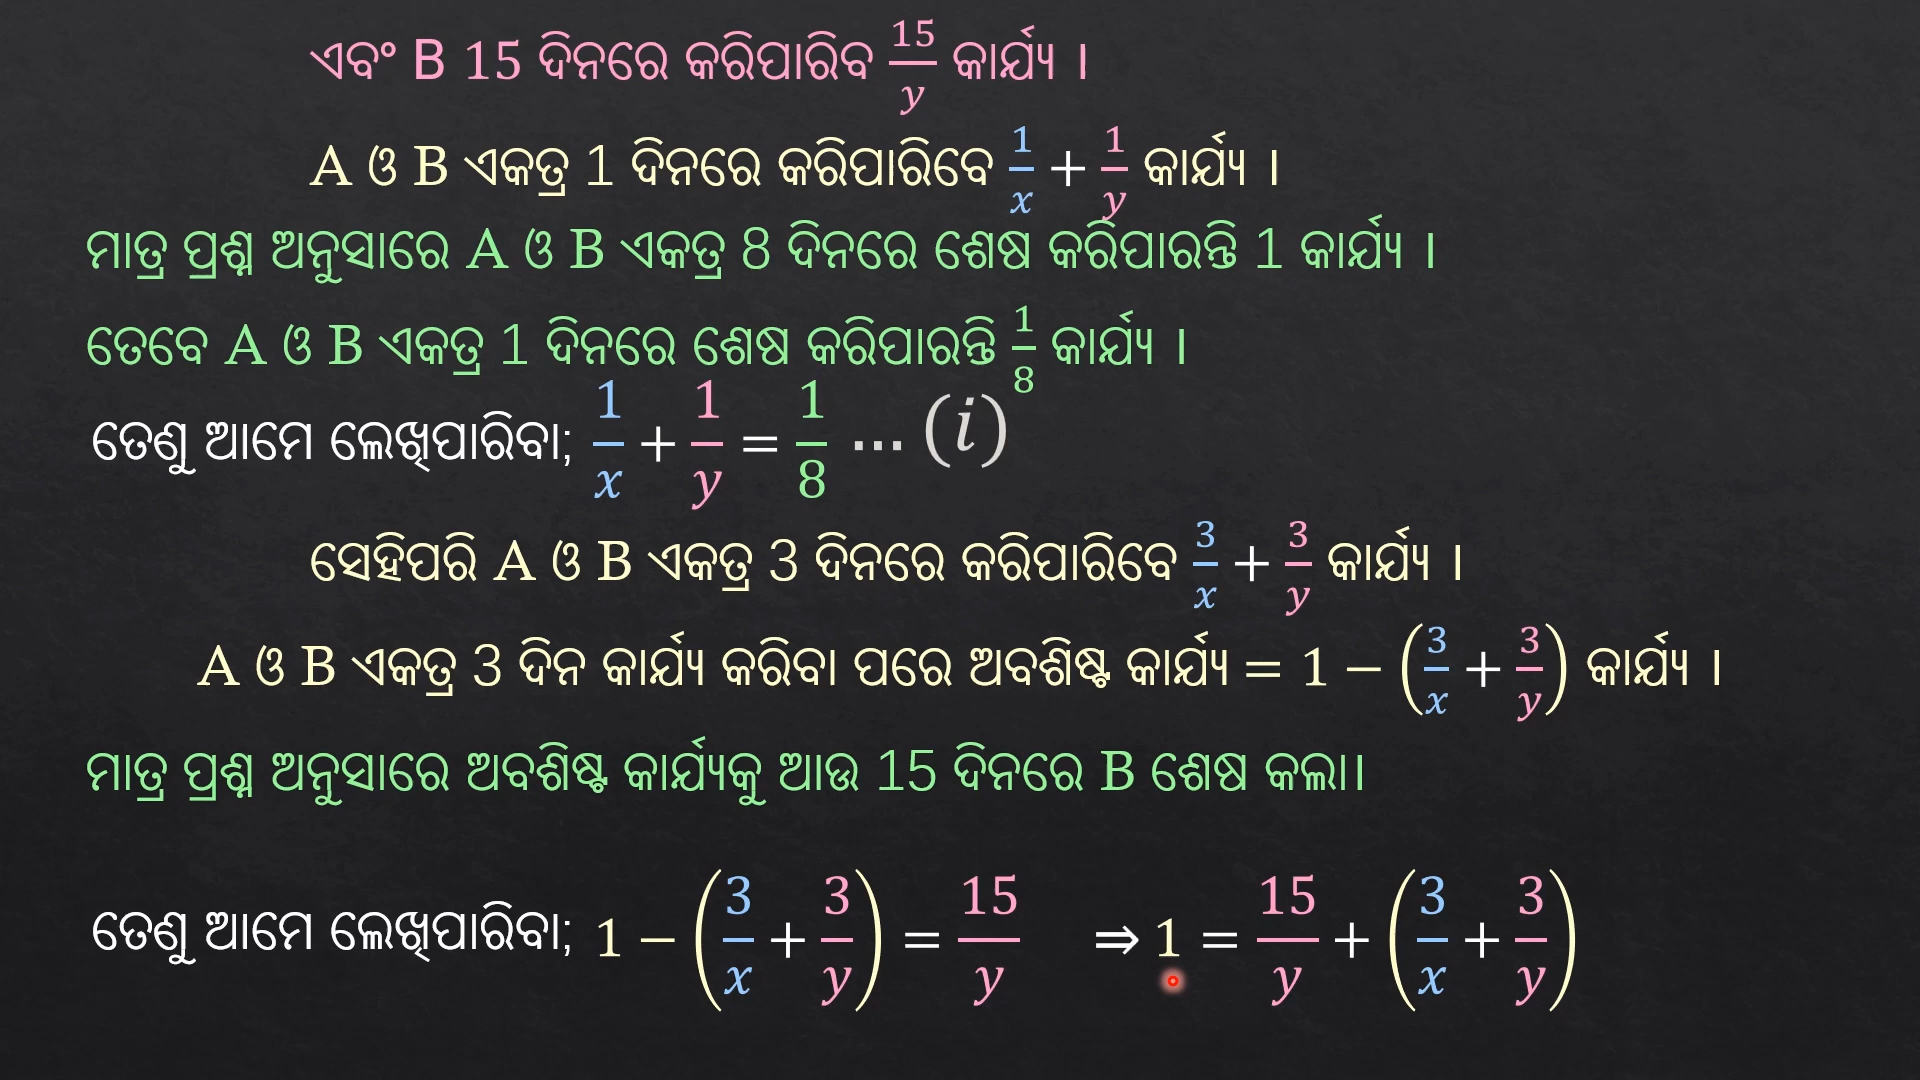 ଏବଂ B 15 ଦିନରେ କରିପାରିବ 15/y କାର୍ଯ୍ୟ ।
A ଓ B ଏକତ୍ର 1 ଦିନରେ କରିପାରିବେ 1/x + 1/y କାର୍ଯ୍ୟ ।
ମାତ୍ର ପ୍ରଶ୍ନ ଅନୁସାରେ A ଓ B ଏକତ୍ର 8 ଦିନରେ ଶେଷ କରିପାରନ୍ତି 1 କାର୍ଯ୍ୟ ।
ତେବେ A ଓ B ଏକତ୍ର 1 ଦିନରେ ଶେଷ କରିପାରନ୍ତି 1/8 କାର୍ଯ୍ୟ ।
ତେଣୁ ଆମେ ଲେଖିପାରିବା; 1/x + 1/y = 1/8 ... (i)
ସେହିପରି A ଓ B ଏକତ୍ର 3 ଦିନରେ କରିପାରିବେ 3/x + 3/y କାର୍ଯ୍ୟ ।
A ଓ B ଏକତ୍ର 3 ଦିନ କାର୍ଯ୍ୟ କରିବା ପରେ ଅବଶିଷ୍ଟ କାର୍ଯ୍ୟ = 1 − (3/x + 3/y) କାର୍ଯ୍ୟ ।
ମାତ୍ର ପ୍ରଶ୍ନ ଅନୁସାରେ ଅବଶିଷ୍ଟ କାର୍ଯ୍ୟକୁ ଆଉ 15 ଦିନରେ B ଶେଷ କଲା।
ତେଣୁ ଆମେ ଲେଖିପାରିବା; 1 − (3/x + 3/y) = 15/y ⇒ 1 = 15/y + (3/x + 3/y)